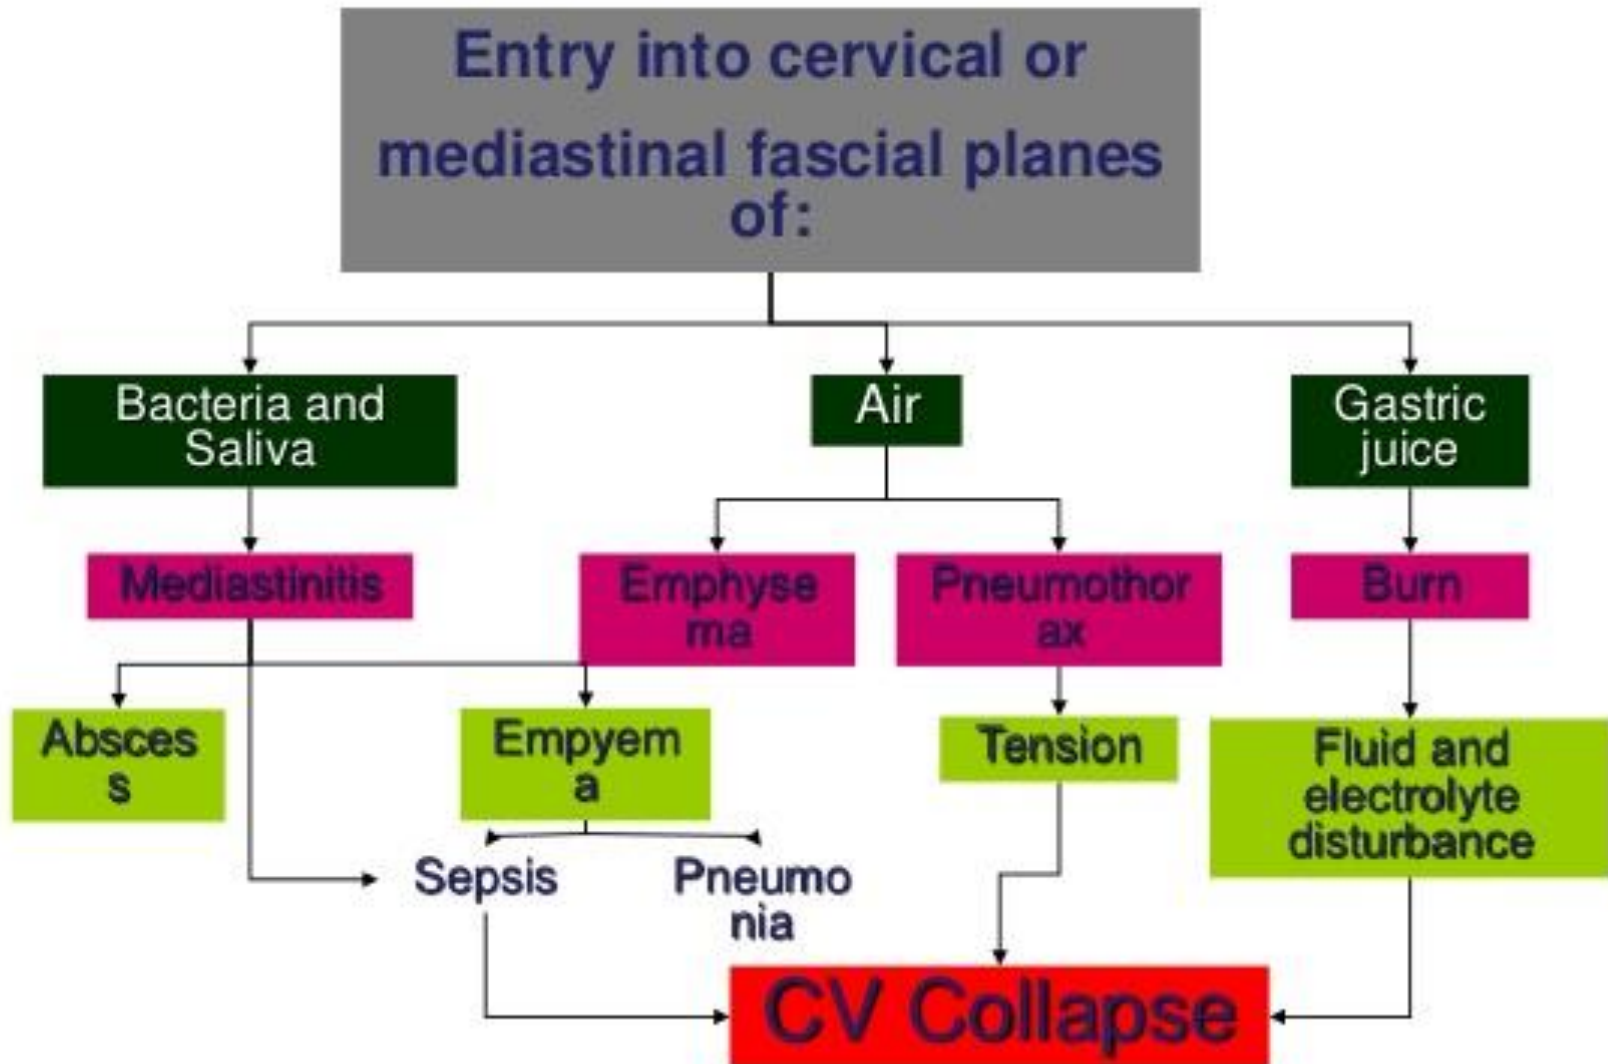 Entry into cervical or
mediastinal fascial planes
of:
Bacteria and
Saliva
Air
Gastric
juice
Mediastinitis
Emphyse
ma
Pneumothor
ax
Burn
Absces
s
Empyem
a
Tension
Fluid and
electrolyte
disturbance
Sepsis
Pneumo
nia
CV Collapse